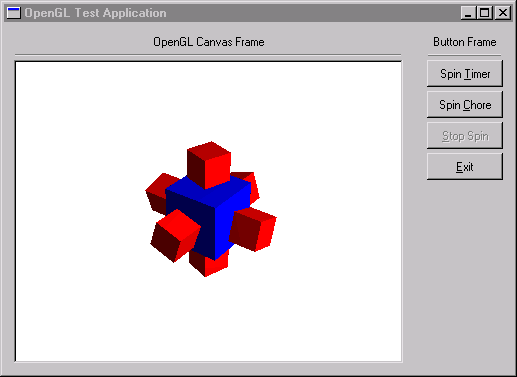 OpenGL Test Application
OpenGL Canvas Frame
Button Frame
Spin Timer
Spin Chore
Stop Spin
Exit